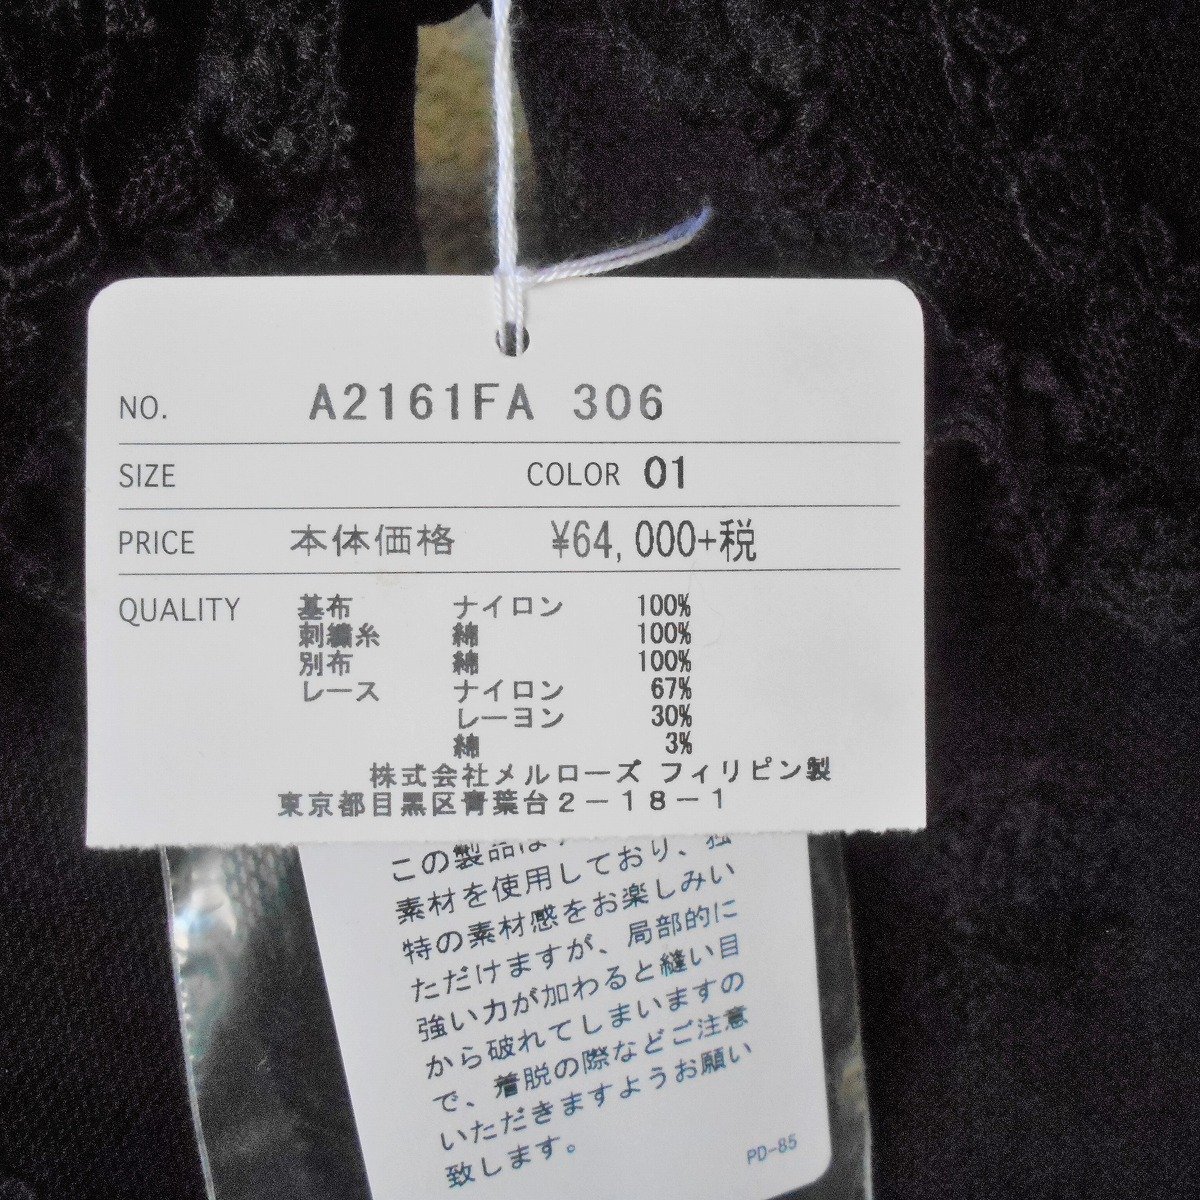 NO. A2161FA 306
SIZE COLOR 01
PRICE 本体価格 ¥64,000+税
QUALITY 基布 ナイロン 100%
刺繍糸 綿 100%
別布 綿 100%
レース ナイロン 67%
レーヨン 30%
綿 3%
株式会社メルローズ フィリピン製
東京都目黒区青葉台2-18-1
この製品は
素材を使用しており、独
特の素材感をお楽しみい
ただけますが、局部的に
強い力が加わると縫い目
から破れてしまいますの
で、着脱の際などご注意
いただきますようお願い
致します。
PD-85